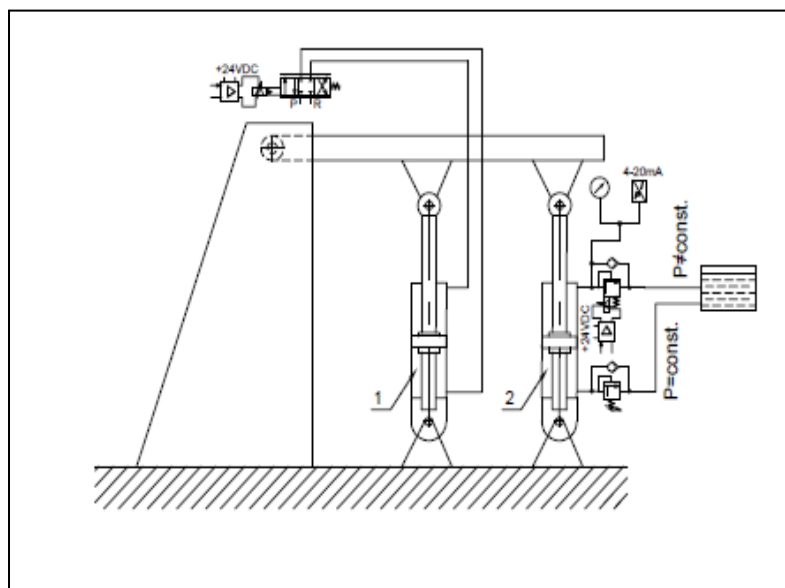 +24VDC
P R
4-20mA
P≠const.
+24VDC
P=const.
1
2